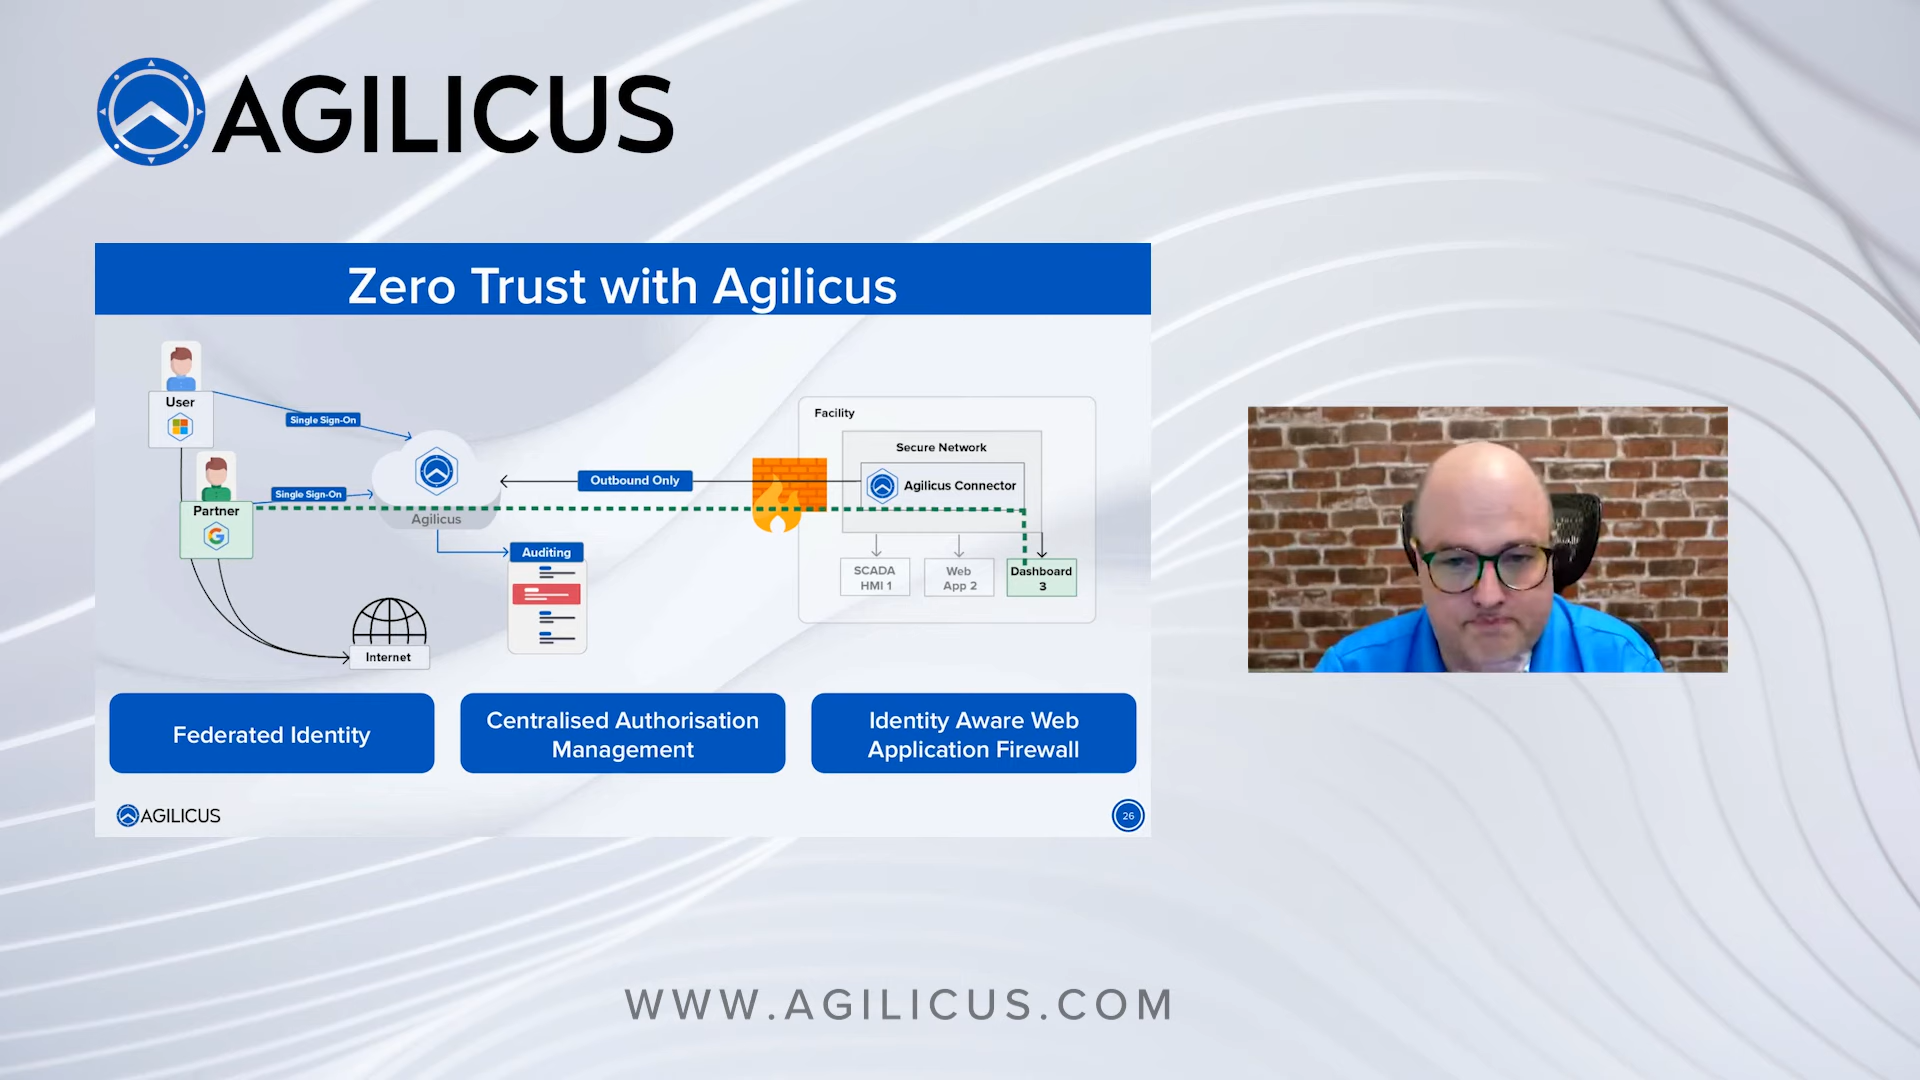 AGILICUS
Zero Trust with Agilicus
User
Single Sign-On
Partner
Single Sign-On
Agilicus
Auditing
Internet
Outbound Only
Facility
Secure Network
Agilicus Connector
SCADA
HMI 1
Web
App 2
Dashboard
3
Federated Identity
Centralised Authorisation
Management
Identity Aware Web
Application Firewall
AGILICUS
26
WWW.AGILICUS.COM